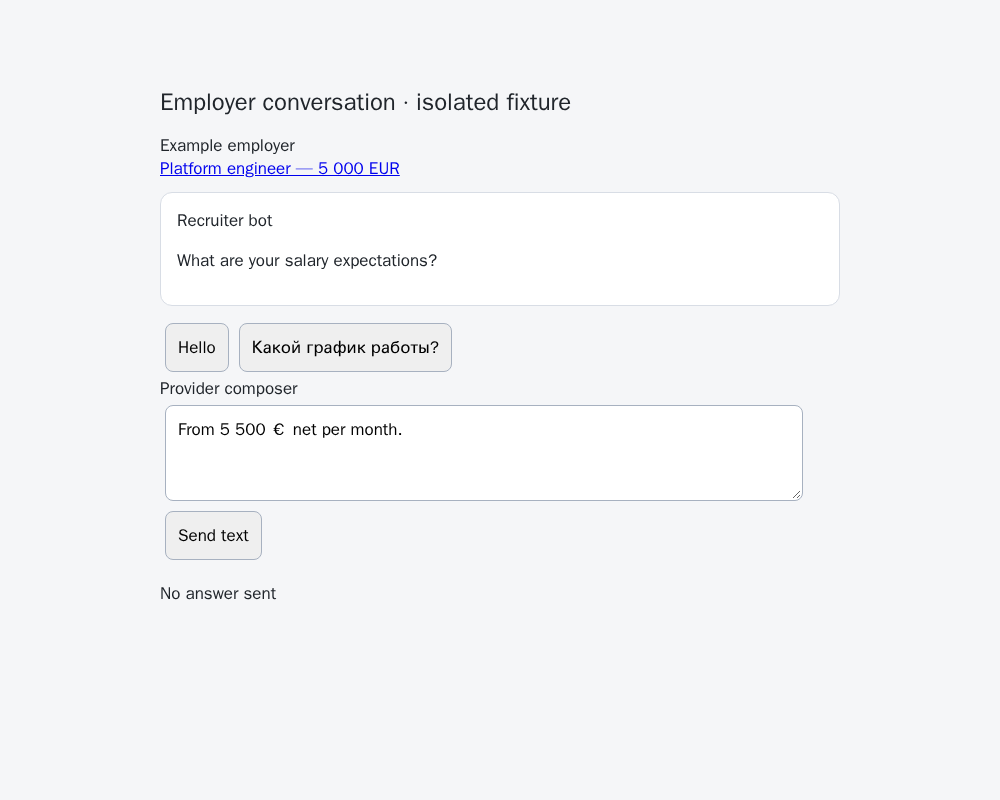 Employer conversation · isolated fixture
Example employer
Platform engineer — 5 000 EUR
Recruiter bot
What are your salary expectations?
Hello
Какой график работы?
Provider composer
From 5 500 € net per month.
Send text
No answer sent